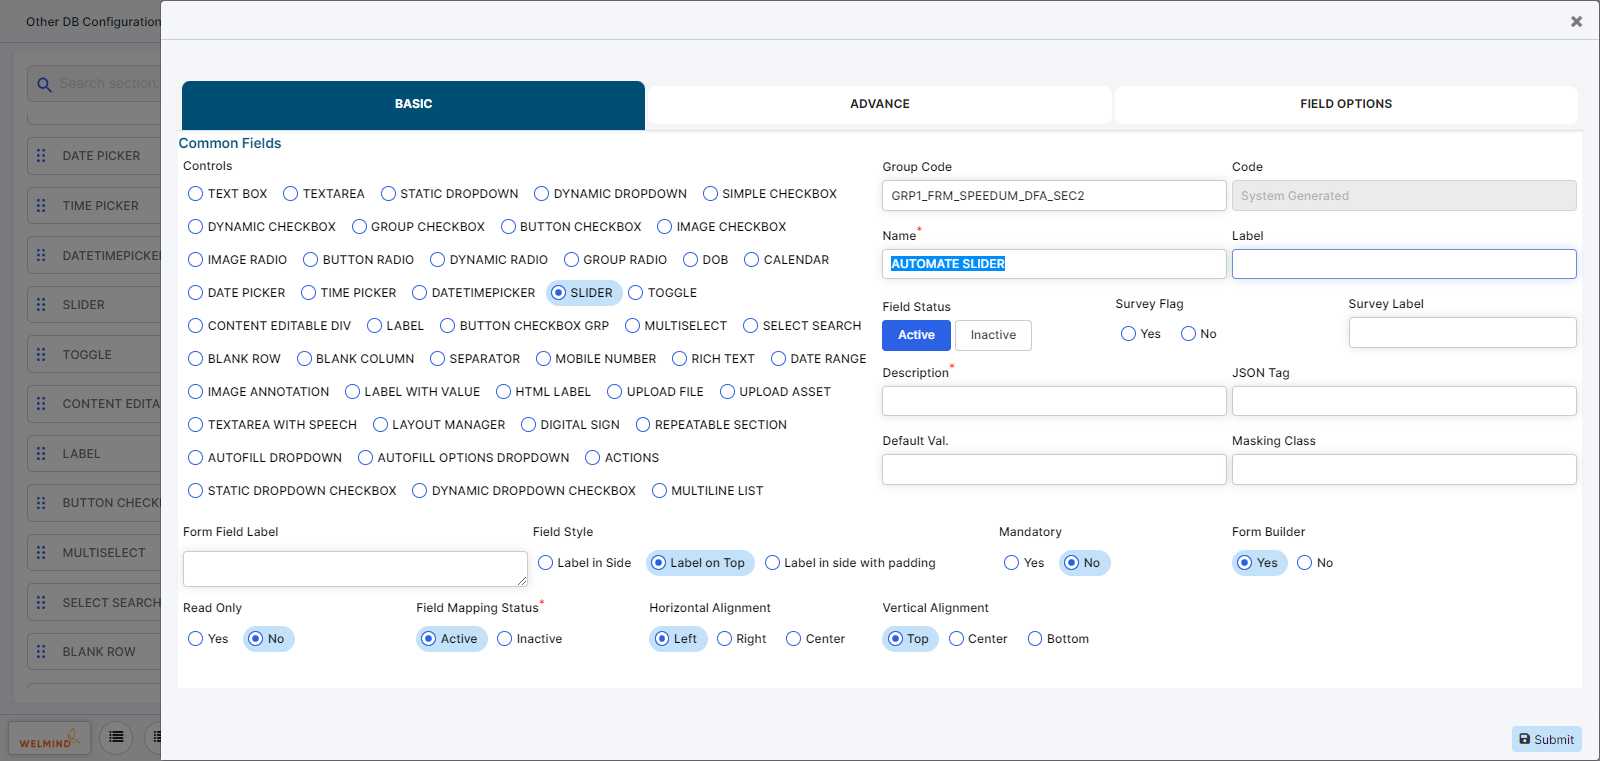 Other DB Configuration
Search section
DATE PICKER
TIME PICKER
DATETIMEPICKE
SLIDER
TOGGLE
CONTENT EDITA
LABEL
BUTTON CHECK
MULTISELECT
SELECT SEARCH
BLANK ROW
WELMIND
BASIC
ADVANCE
FIELD OPTIONS
Common Fields
Controls
TEXT BOX TEXTAREA STATIC DROPDOWN DYNAMIC DROPDOWN SIMPLE CHECKBOX
DYNAMIC CHECKBOX GROUP CHECKBOX BUTTON CHECKBOX IMAGE CHECKBOX
IMAGE RADIO BUTTON RADIO DYNAMIC RADIO GROUP RADIO DOB CALENDAR
DATE PICKER TIME PICKER DATETIMEPICKER SLIDER TOGGLE
CONTENT EDITABLE DIV LABEL BUTTON CHECKBOX GRP MULTISELECT SELECT SEARCH
BLANK ROW BLANK COLUMN SEPARATOR MOBILE NUMBER RICH TEXT DATE RANGE
IMAGE ANNOTATION LABEL WITH VALUE HTML LABEL UPLOAD FILE UPLOAD ASSET
TEXTAREA WITH SPEECH LAYOUT MANAGER DIGITAL SIGN REPEATABLE SECTION
AUTOFILL DROPDOWN AUTOFILL OPTIONS DROPDOWN ACTIONS
STATIC DROPDOWN CHECKBOX DYNAMIC DROPDOWN CHECKBOX MULTILINE LIST
Group Code Code
GRP1_FRM_SPEEDUM_DFA_SEC2 System Generated
Name* Label
AUTOMATE SLIDER
Field Status Survey Flag Survey Label
Active Inactive Yes No
Description* JSON Tag
Default Val. Masking Class
Form Field Label Field Style Mandatory Form Builder
Label in Side Label on Top Label in side with padding Yes No Yes No
Read Only Field Mapping Status* Horizontal Alignment Vertical Alignment
Yes No Active Inactive Left Right Center Top Center Bottom
Submit